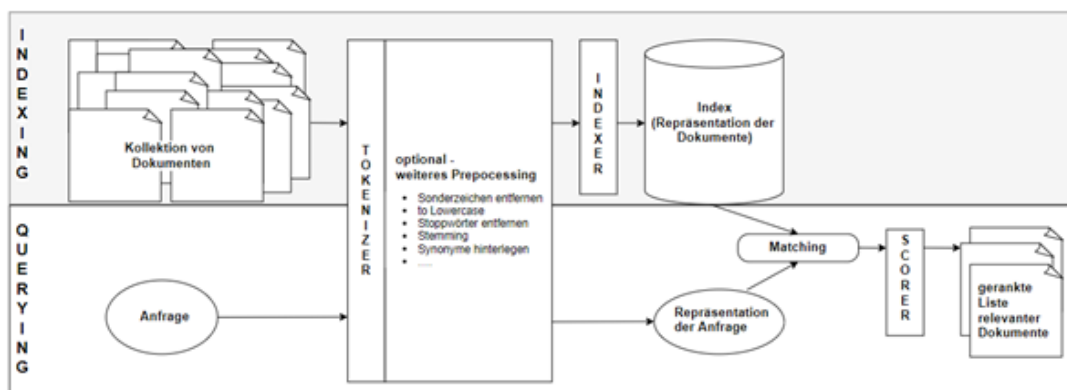 INDEXING
Kollektion von
Dokumenten
TOKENIZER
optional -
weiteres Prepocessing
• Sonderzeichen entfernen
• to Lowercase
• Stoppwörter entfernen
• Stemming
• Synonyme hinterlegen
• .....
INDEXER
Index
(Repräsentation der
Dokumente)
QUERYING
Anfrage
Repräsentation
der Anfrage
Matching
SCORER
gerankte
Liste
relevanter
Dokumente